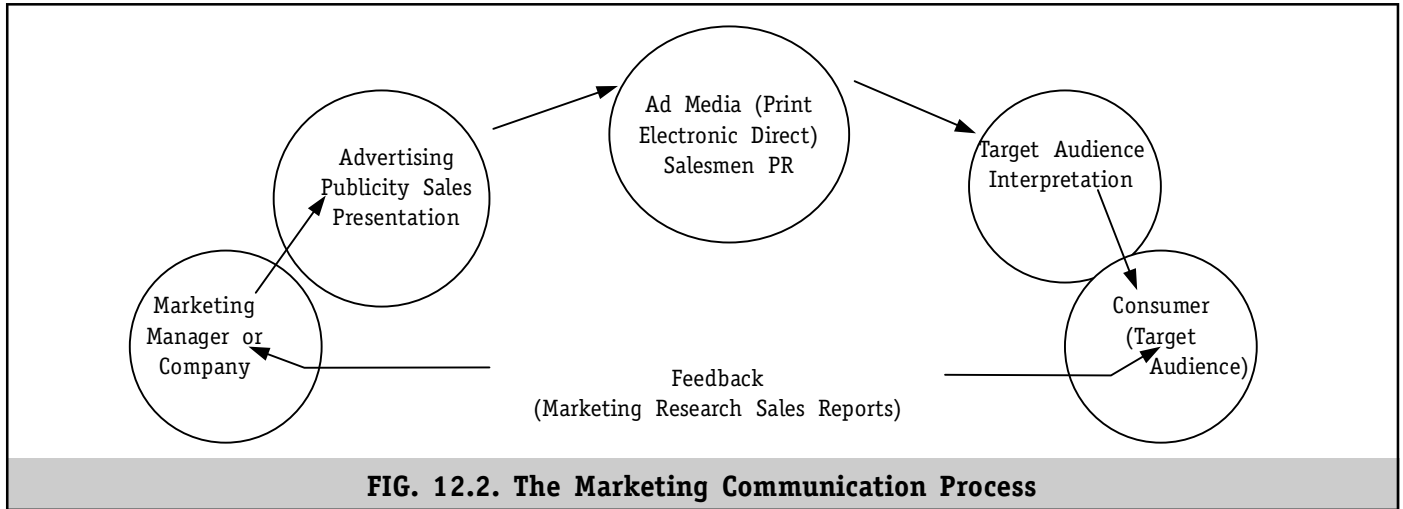 Ad Media (Print
Electronic Direct)
Salesmen PR
Advertising
Publicity Sales
Presentation
Target Audience
Interpretation
Marketing
Manager or
Company
Consumer
(Target
Audience)
Feedback
(Marketing Research Sales Reports)
FIG. 12.2. The Marketing Communication Process